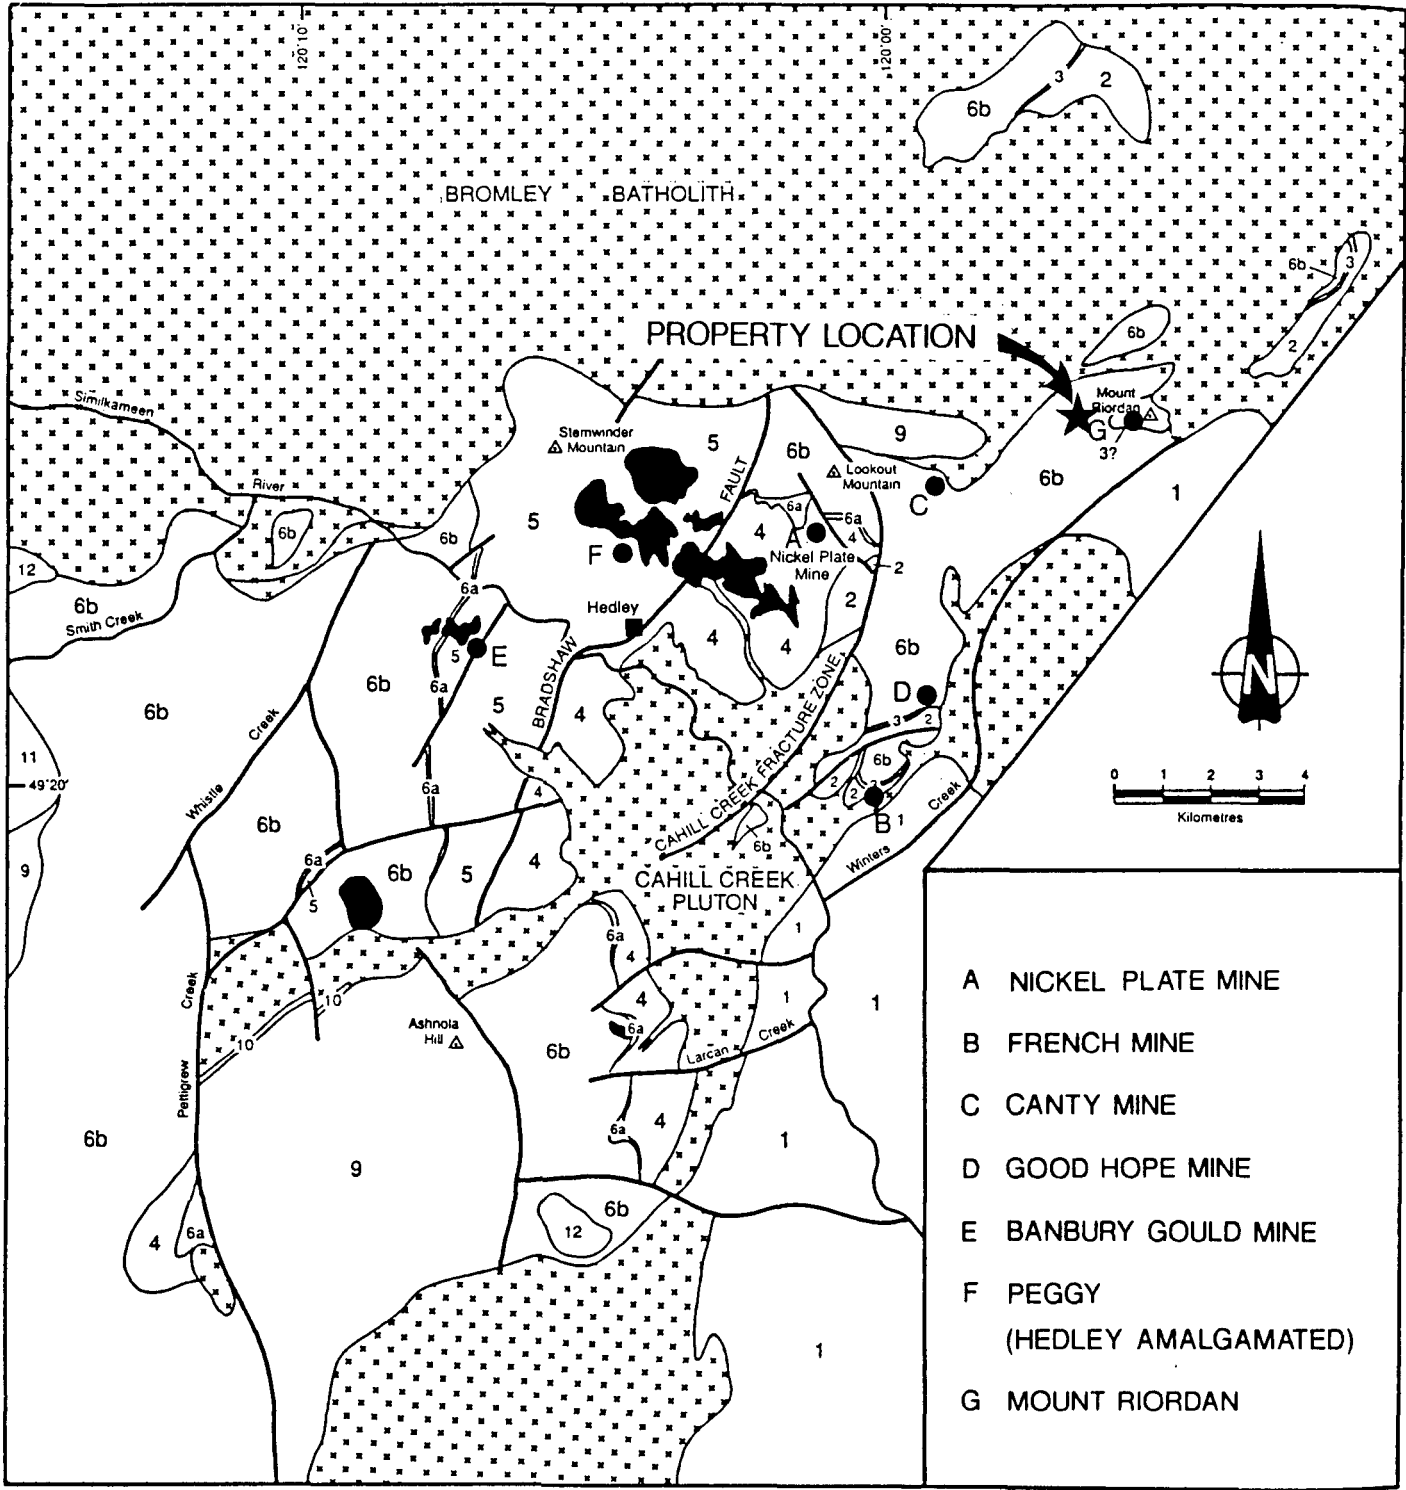 120°10'
120°00'
3
2
6b
BROMLEY BATHOLITH
6b
3
2
PROPERTY LOCATION
6b
Mount
Riordan
G
3?
Similkameen
River
Stemwinder
Mountain
5
FAULT
6b
9
Lookout
Mountain
C
6b
1
6b
6b
5
6a
4
A
6a
4
Nickel Plate
Mine
2
2
F
12
6b
Smith Creek
6a
Hedley
5
E
6a
6b
5
BRADSHAW
4
4
4
6b
D
3
2
CAHILL CREEK FRACTURE ZONE
6b
2
2
2
B
1
Creek
Winters
6b
11
49°20'
9
Whistle
Creek
6b
6a
4
6b
6a
5
6b
5
4
CAHILL CREEK
PLUTON
1
6a
4
4
6a
1
1
Larcan
Creek
10
10
Ashnola
Hill
Creek
Pettigrew
6b
6b
9
6a
4
1
4
6a
6b
12
1
N
0 1 2 3 4
Kilometres
A NICKEL PLATE MINE
B FRENCH MINE
C CANTY MINE
D GOOD HOPE MINE
E BANBURY GOULD MINE
F PEGGY
(HEDLEY AMALGAMATED)
G MOUNT RIORDAN